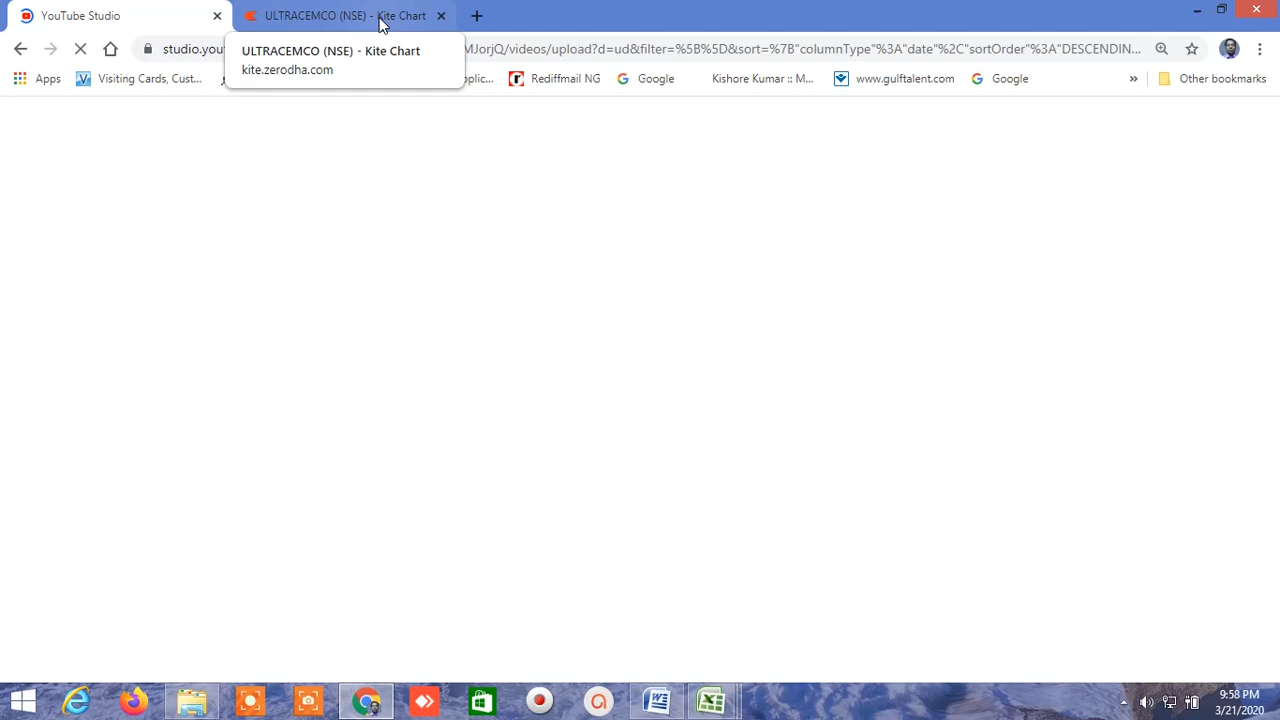 YouTube Studio
ULTRACEMCO (NSE) - Kite Chart
studio.you
MJorjQ/videos/upload?d=ud&filter=%5B%5D&sort=%7B"columnType"%3A"date"%2C"sortOrder"%3A"DESCENDIN...
ULTRACEMCO (NSE) - Kite Chart
kite.zerodha.com
Apps
Visiting Cards, Cust...
plic...
Rediffmail NG
Google
Kishore Kumar :: M...
www.gulftalent.com
Google
»
Other bookmarks
9:58 PM
3/21/2020